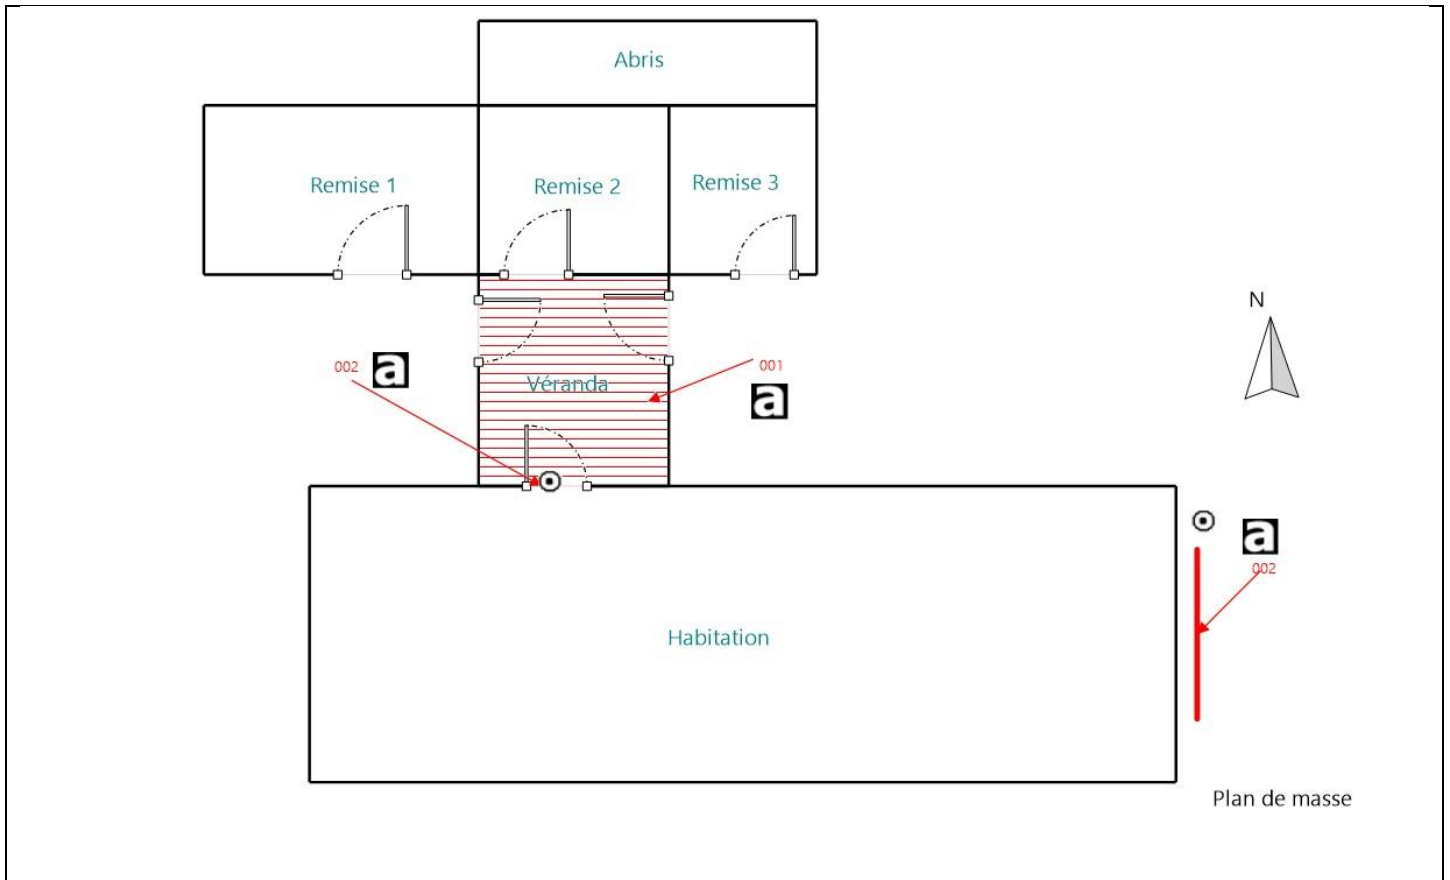 Abris
Remise 1
Remise 2
Remise 3
N
002
a
001
a
Véranda
a
002
Habitation
Plan de masse